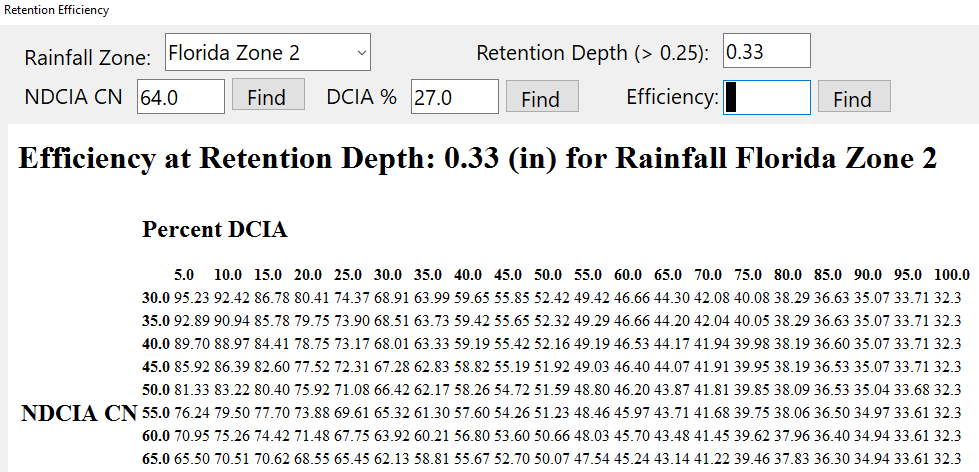 Retention Efficiency
Rainfall Zone: Florida Zone 2 Retention Depth (> 0.25): 0.33
NDCIA CN 64.0 Find DCIA % 27.0 Find Efficiency: Find
Efficiency at Retention Depth: 0.33 (in) for Rainfall Florida Zone 2
Percent DCIA
5.0 10.0 15.0 20.0 25.0 30.0 35.0 40.0 45.0 50.0 55.0 60.0 65.0 70.0 75.0 80.0 85.0 90.0 95.0 100.0
30.0 95.23 92.42 86.78 80.41 74.37 68.91 63.99 59.65 55.85 52.42 49.42 46.66 44.30 42.08 40.08 38.29 36.63 35.07 33.71 32.3
35.0 92.89 90.94 85.78 79.75 73.90 68.51 63.73 59.42 55.65 52.32 49.29 46.66 44.20 42.04 40.05 38.29 36.63 35.07 33.71 32.3
40.0 89.70 88.97 84.41 78.75 73.17 68.01 63.33 59.19 55.42 52.16 49.19 46.53 44.17 41.94 39.98 38.19 36.60 35.07 33.71 32.3
45.0 85.92 86.39 82.60 77.52 72.31 67.28 62.83 58.82 55.19 51.92 49.03 46.40 44.07 41.91 39.95 38.19 36.53 35.07 33.71 32.3
50.0 81.33 83.22 80.40 75.92 71.08 66.42 62.17 58.26 54.72 51.59 48.80 46.20 43.87 41.81 39.85 38.09 36.53 35.04 33.68 32.3
NDCIA CN 55.0 76.24 79.50 77.70 73.88 69.61 65.32 61.30 57.60 54.26 51.23 48.46 45.97 43.71 41.68 39.75 38.06 36.50 34.97 33.61 32.3
60.0 70.95 75.26 74.42 71.48 67.75 63.92 60.21 56.80 53.60 50.66 48.03 45.70 43.48 41.45 39.62 37.96 36.40 34.94 33.61 32.3
65.0 65.50 70.51 70.62 68.55 65.45 62.13 58.81 55.67 52.70 50.07 47.54 45.24 43.14 41.22 39.46 37.83 36.30 34.94 33.61 32.3